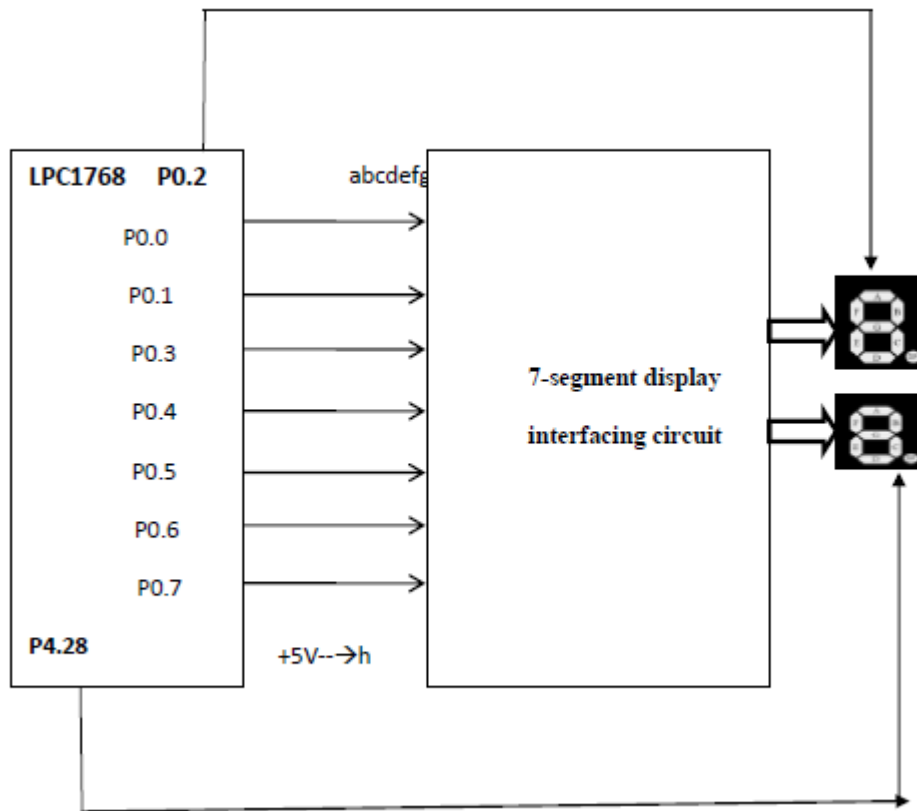 LPC1768 P0.2
abcdefg
P0.0
P0.1
P0.3
P0.4
P0.5
P0.6
P0.7
P4.28
+5V--→h
7-segment display
interfacing circuit
A
F B
G
E C
D
A
F B
G
E C
D